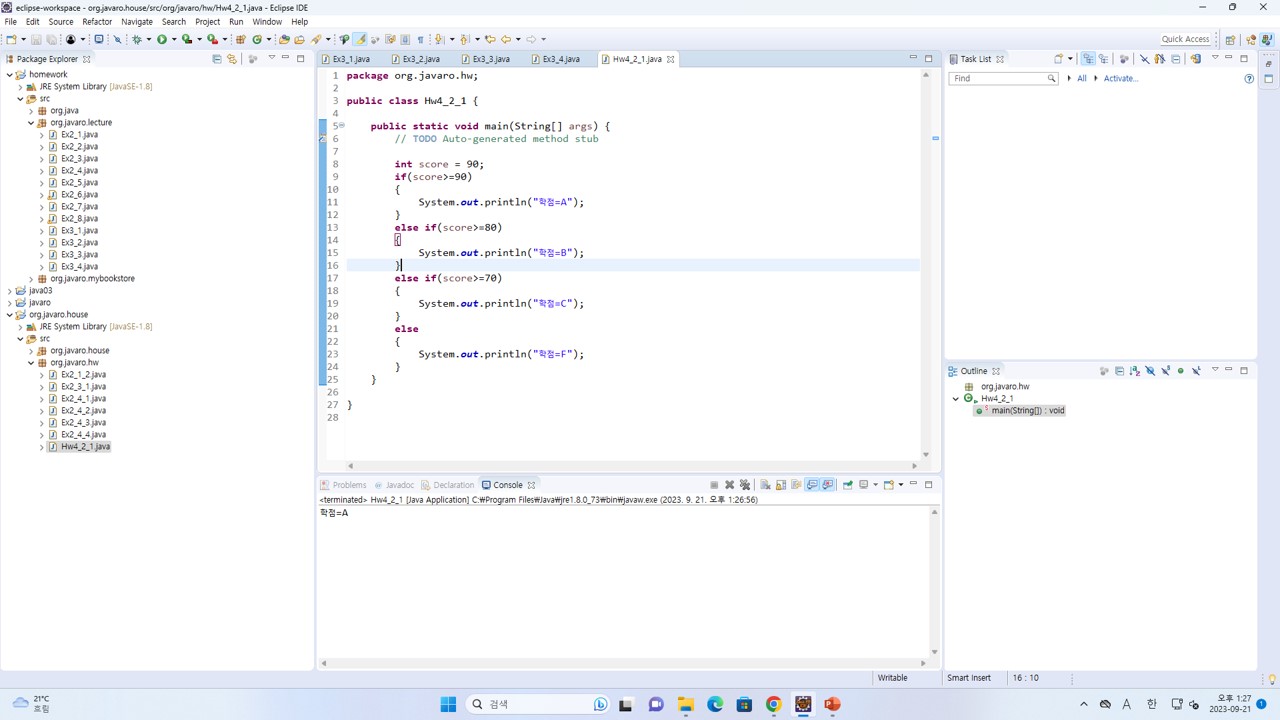 eclipse-workspace - org.javaro.house/src/org/javaro/hw/Hw4_2_1.java - Eclipse IDE
File Edit Source Refactor Navigate Search Project Run Window Help
Quick Access
Package Explorer
homework
JRE System Library [JavaSE-1.8]
src
org.java
org.javaro.lecture
Ex2_1.java
Ex2_2.java
Ex2_3.java
Ex2_4.java
Ex2_5.java
Ex2_6.java
Ex2_7.java
Ex2_8.java
Ex3_1.java
Ex3_2.java
Ex3_3.java
Ex3_4.java
org.javaro.mybookstore
java03
javaro
org.javaro.house
JRE System Library [JavaSE-1.8]
src
org.javaro.house
org.javaro.hw
Ex2_1_2.java
Ex2_3_1.java
Ex2_4_1.java
Ex2_4_2.java
Ex2_4_3.java
Ex2_4_4.java
Hw4_2_1.java
Ex3_1.java Ex3_2.java Ex3_3.java Ex3_4.java Hw4_2_1.java
1 package org.javaro.hw;
2
3 public class Hw4_2_1 {
4
5 public static void main(String[] args) {
6 // TODO Auto-generated method stub
7
8 int score = 90;
9 if(score>=90)
10 {
11 System.out.println("학점=A");
12 }
13 else if(score>=80)
14 {
15 System.out.println("학점=B");
16 }
17 else if(score>=70)
18 {
19 System.out.println("학점=C");
20 }
21 else
22 {
23 System.out.println("학점=F");
24 }
25 }
26
27 }
28
Problems Javadoc Declaration Console
<terminated> Hw4_2_1 [Java Application] C:₩Program Files₩Java₩jre1.8.0_73₩bin₩javaw.exe (2023. 9. 21. 오후 1:26:56)
학점=A
Task List
Find All Activate...
Outline
org.javaro.hw
Hw4_2_1
main(String[]) : void
Writable Smart Insert 16 : 10
21℃
흐림
검색
A 한
오후 1:27
2023-09-21